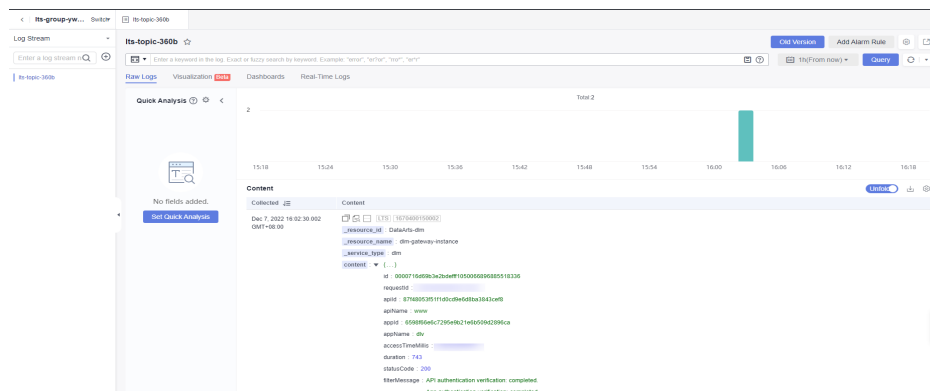 lts-group-yw... Switch
lts-topic-360b
Log Stream
lts-topic-360b
Old Version Add Alarm Rule
Enter a log stream n
Enter a keyword in the log. Exact or fuzzy search by keyword. Example: "error", "er?or", "rro*", "er*r"
1h(From now) Query
lts-topic-360b
Raw Logs Visualization Beta Dashboards Real-Time Logs
Quick Analysis
Total:2
2
15:18 15:24 15:30 15:36 15:42 15:48 15:54 16:00 16:06 16:12 16:18
No fields added.
Set Quick Analysis
Content
Unfold
Collected Content
Dec 7, 2022 16:02:30.002
GMT+08:00
LTS 1670400150002
_resource_id : DataArts-dlm
_resource_name : dlm-gateway-instance
_service_type : dlm
content : {...}
requestId :
apiName : www
appName : dlv
accessTimeMillis :
duration : 743
statusCode : 200
filterMessage : API authentication verification: completed.